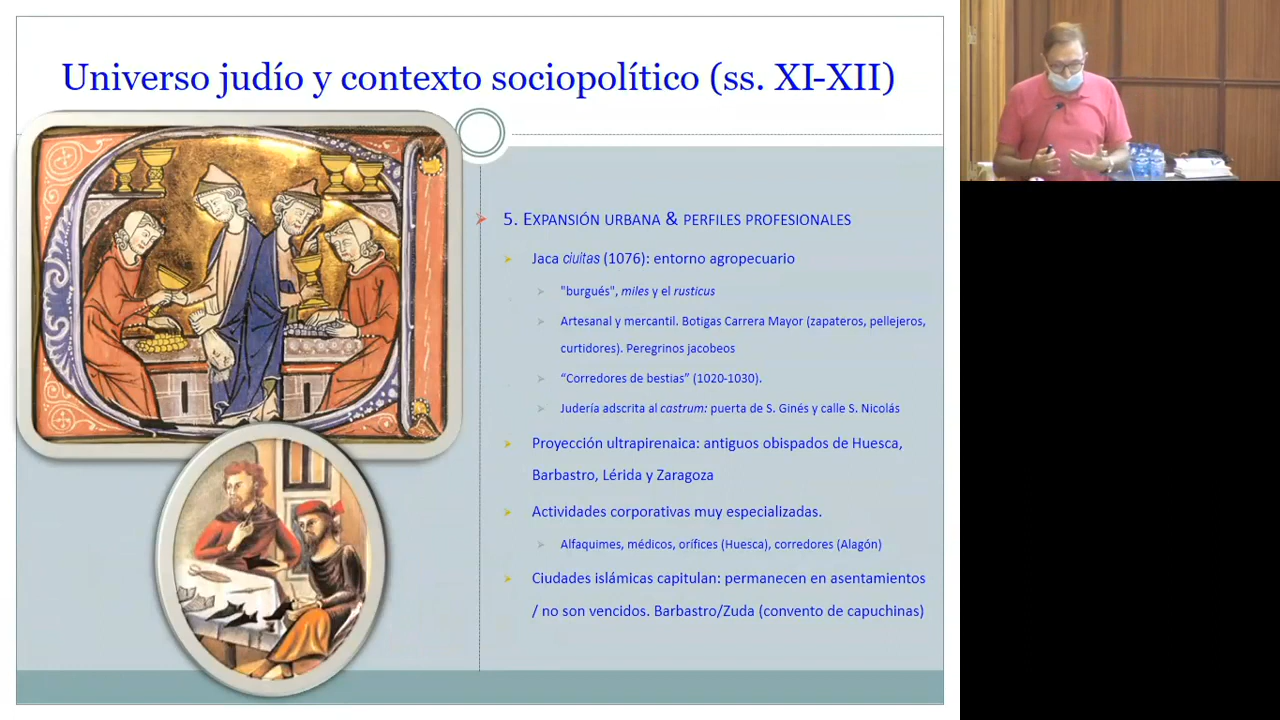 Universo judío y contexto sociopolítico (ss. XI-XII)
5. EXPANSIÓN URBANA & PERFILES PROFESIONALES
Jaca ciuitas (1076): entorno agropecuario
"burgués", miles y el rusticus
Artesanal y mercantil. Botigas Carrera Mayor (zapateros, pellejeros,
curtidores). Peregrinos jacobeos
“Corredores de bestias” (1020-1030).
Judería adscrita al castrum: puerta de S. Ginés y calle S. Nicolás
Proyección ultrapirenaica: antiguos obispados de Huesca,
Barbastro, Lérida y Zaragoza
Actividades corporativas muy especializadas.
Alfaquimes, médicos, orífices (Huesca), corredores (Alagón)
Ciudades islámicas capitulan: permanecen en asentamientos
/ no son vencidos. Barbastro/Zuda (convento de capuchinas)